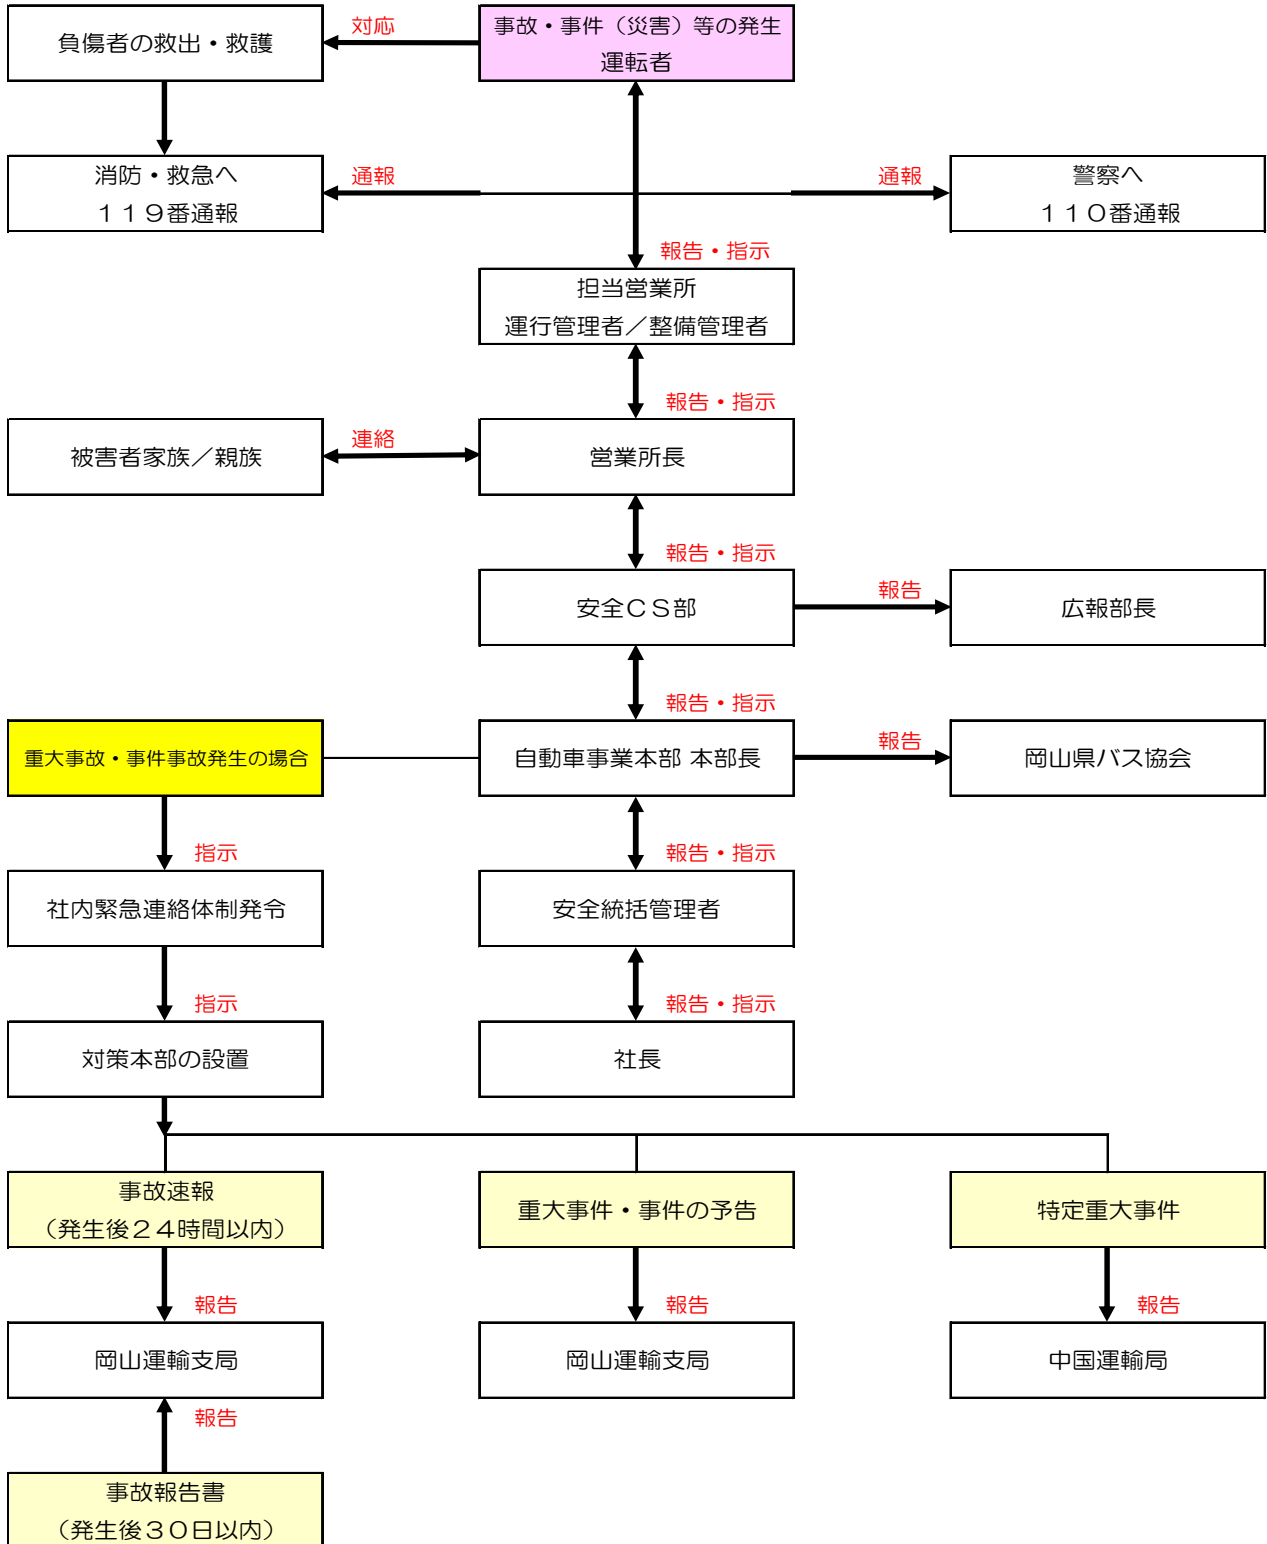 対応
負傷者の救出・救護
事故・事件（災害）等の発生
運転者
消防・救急へ
１１９番通報
通報
通報
警察へ
１１０番通報
報告・指示
担当営業所
運行管理者／整備管理者
報告・指示
被害者家族／親族
連絡
営業所長
報告・指示
安全ＣＳ部
報告
広報部長
報告・指示
重大事故・事件事故発生の場合
自動車事業本部 本部長
報告
岡山県バス協会
指示
報告・指示
社内緊急連絡体制発令
安全統括管理者
指示
報告・指示
対策本部の設置
社長
事故速報
（発生後２４時間以内）
重大事件・事件の予告
特定重大事件
報告
報告
報告
岡山運輸支局
岡山運輸支局
中国運輸局
報告
事故報告書
（発生後３０日以内）